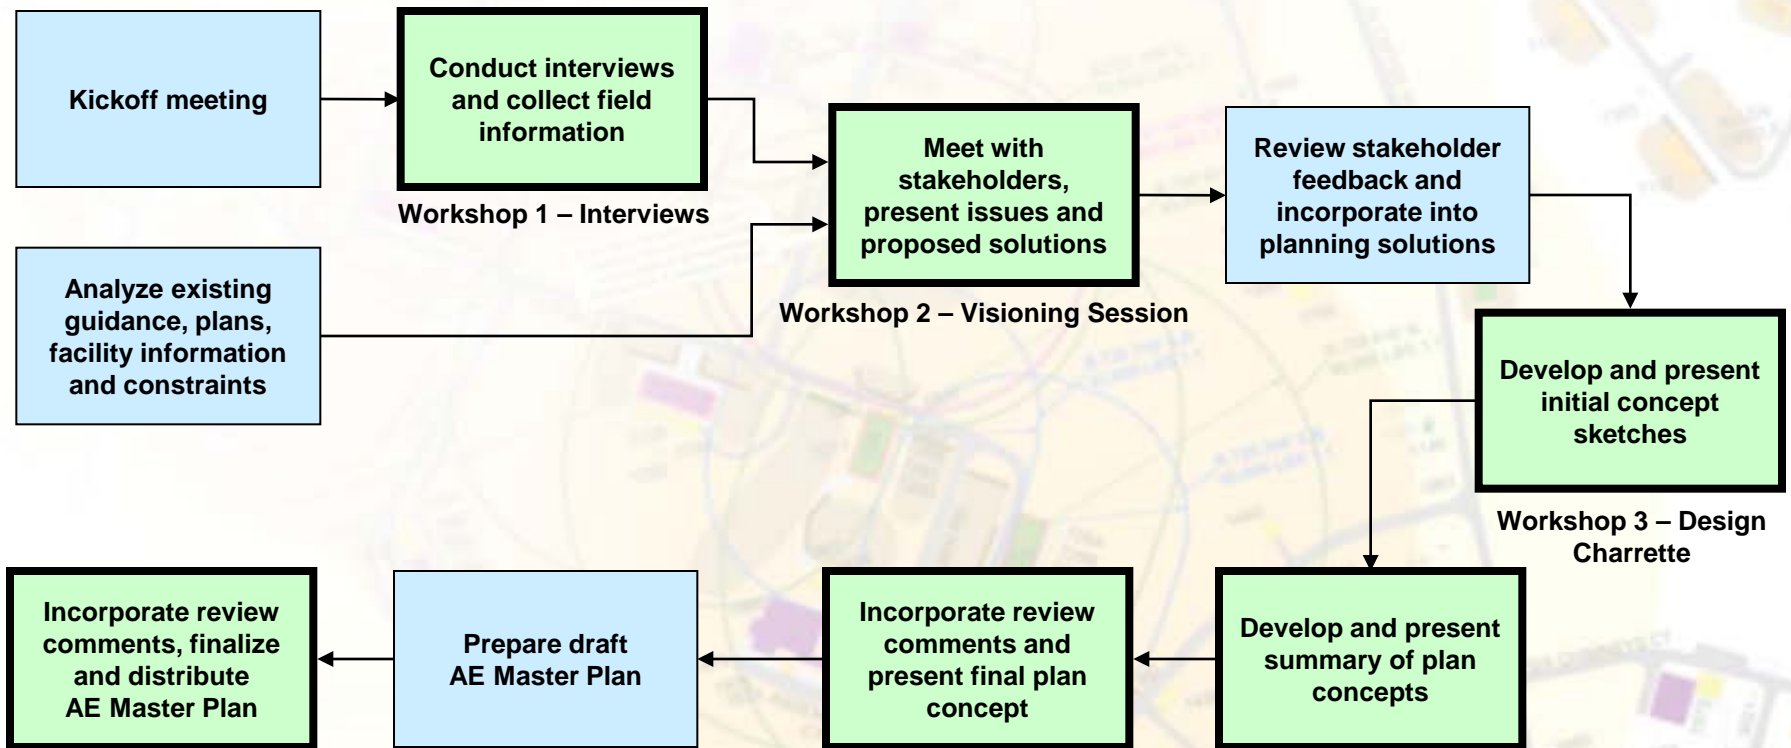 Kickoff meeting
Conduct interviews
and collect field
information
Workshop 1 – Interviews
Analyze existing
guidance, plans,
facility information
and constraints
Meet with
stakeholders,
present issues and
proposed solutions
Workshop 2 – Visioning Session
Review stakeholder
feedback and
incorporate into
planning solutions
Develop and present
initial concept
sketches
Workshop 3 – Design
Charrette
Develop and present
summary of plan
concepts
Incorporate review
comments and
present final plan
concept
Prepare draft
AE Master Plan
Incorporate review
comments, finalize
and distribute
AE Master Plan